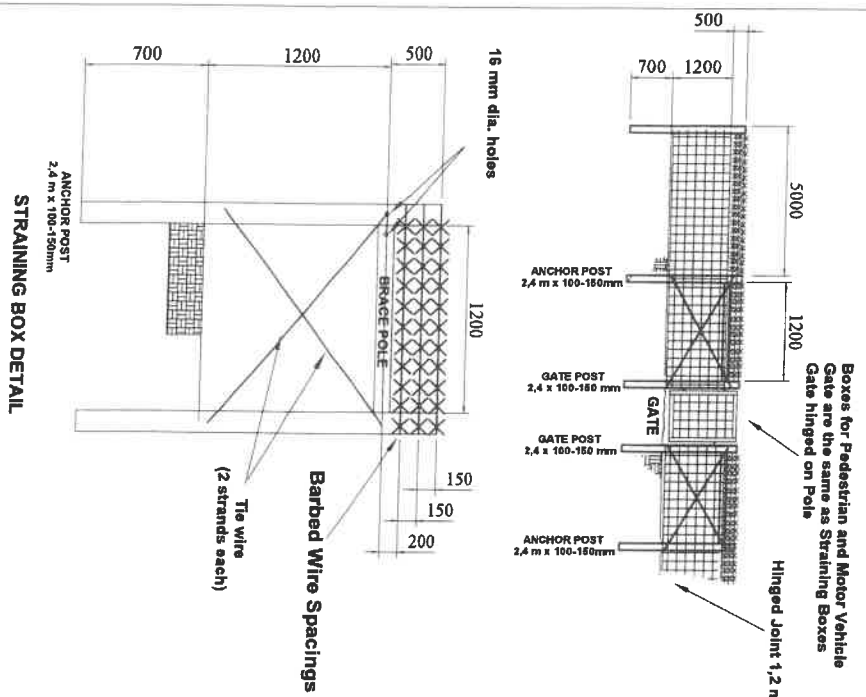 500
1200
700
16 mm dia. holes
BRACE POLE
1200
150
150
200
Barbed Wire Spacings
Tie wire
(2 strands each)
ANCHOR POST
2,4 m x 100-150mm
STRAINING BOX DETAIL
500
700
1200
5000
ANCHOR POST
2,4 m x 100-150mm
1200
GATE POST
2,4 x 100-150 mm
GATE
GATE POST
2,4 x 100-150 mm
ANCHOR POST
2,4 m x 100-150mm
Boxes for Pedestrian and Motor Vehicle
Gate are the same as Straining Boxes
Gate hinged on Pole
Hinged Joint 1,2